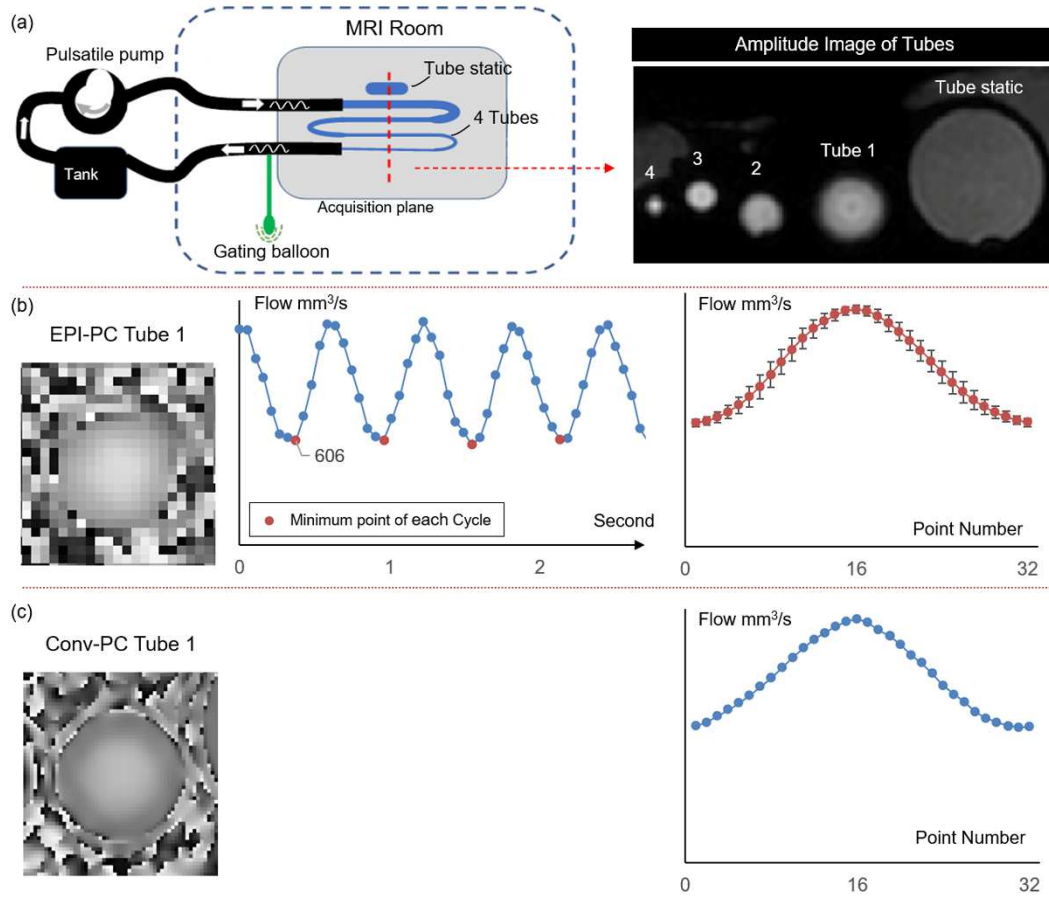 (a)
MRI Room
Pulsatile pump
Tube static
4 Tubes
Tank
Acquisition plane
Gating balloon
Amplitude Image of Tubes
Tube static
Tube 1
2
3
4
(b)
EPI-PC Tube 1
Flow mm³/s
606
Minimum point of each Cycle
Second
0
1
2
Flow mm³/s
Point Number
0
16
32
(c)
Conv-PC Tube 1
Flow mm³/s
Point Number
0
16
32